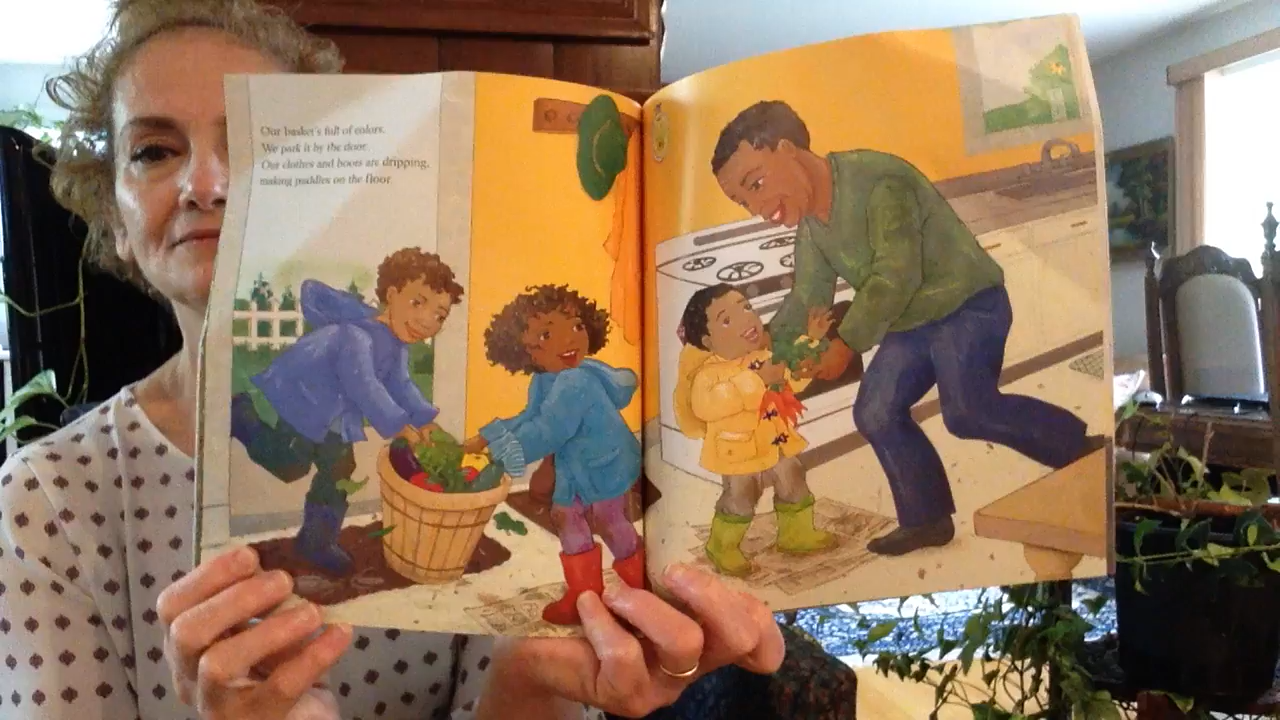 Our basket's full of colors.
We park it by the door.
Our clothes and boots are dripping,
making puddles on the floor.